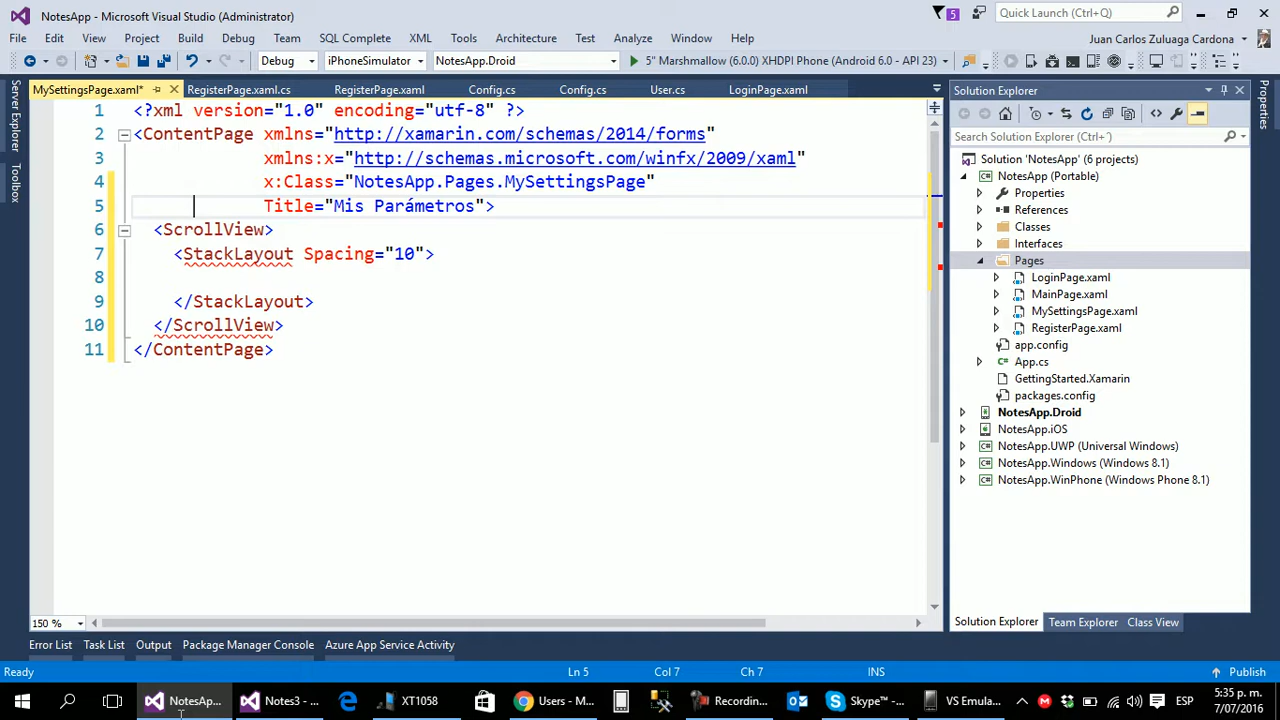 NotesApp - Microsoft Visual Studio (Administrator)
5
Quick Launch (Ctrl+Q)
File Edit View Project Build Debug Team SQL Complete XML Tools Architecture Test Analyze Window Help
Juan Carlos Zuluaga Cardona
Debug iPhoneSimulator NotesApp.Droid 5" Marshmallow (6.0.0) XHDPI Phone (Android 6.0 - API 23)
MySettingsPage.xaml* RegisterPage.xaml.cs RegisterPage.xaml Config.cs Config.cs User.cs LoginPage.xaml
Server Explorer
Toolbox
1 <?xml version="1.0" encoding="utf-8" ?>
2 <ContentPage xmlns="http://xamarin.com/schemas/2014/forms"
3 xmlns:x="http://schemas.microsoft.com/winfx/2009/xaml"
4 x:Class="NotesApp.Pages.MySettingsPage"
5 Title="Mis Parámetros">
6 <ScrollView>
7 <StackLayout Spacing="10">
8
9 </StackLayout>
10 </ScrollView>
11 </ContentPage>
150 %
Solution Explorer
Search Solution Explorer (Ctrl+´)
Solution 'NotesApp' (6 projects)
NotesApp (Portable)
Properties
References
Classes
Interfaces
Pages
LoginPage.xaml
MainPage.xaml
MySettingsPage.xaml
RegisterPage.xaml
app.config
App.cs
GettingStarted.Xamarin
packages.config
NotesApp.Droid
NotesApp.iOS
NotesApp.UWP (Universal Windows)
NotesApp.Windows (Windows 8.1)
NotesApp.WinPhone (Windows Phone 8.1)
Solution Explorer Team Explorer Class View
Properties
Error List Task List Output Package Manager Console Azure App Service Activity
Ready Ln 5 Col 7 Ch 7 INS Publish
NotesAp... Notes3 - ... XT1058 Users - M... Recordin... Skype™ -... VS Emula... ESP
5:35 p. m.
7/07/2016